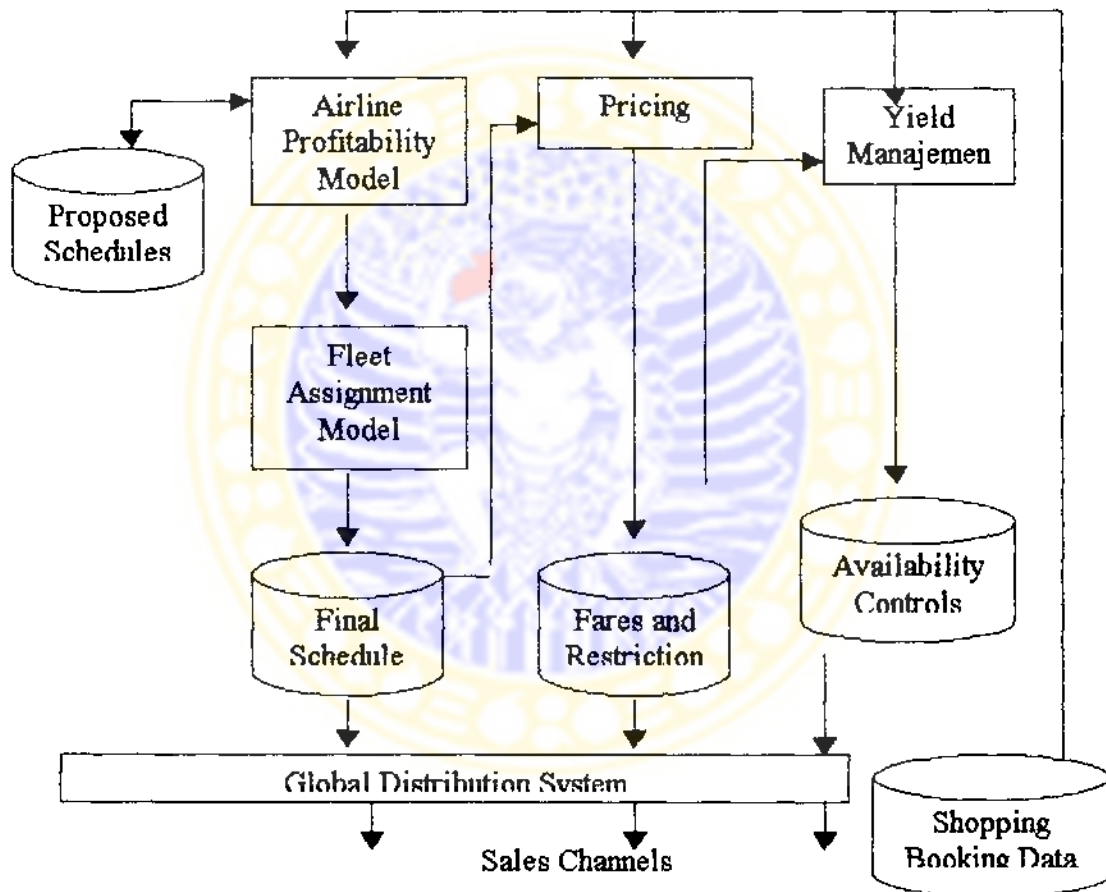 Airline
Profitability
Model
Pricing
Yield
Manajemen
Proposed
Schedules
Fleet
Assignment
Model
Final
Schedule
Fares and
Restriction
Availability
Controls
Global Distribution System
Shopping
Booking Data
Sales Channels